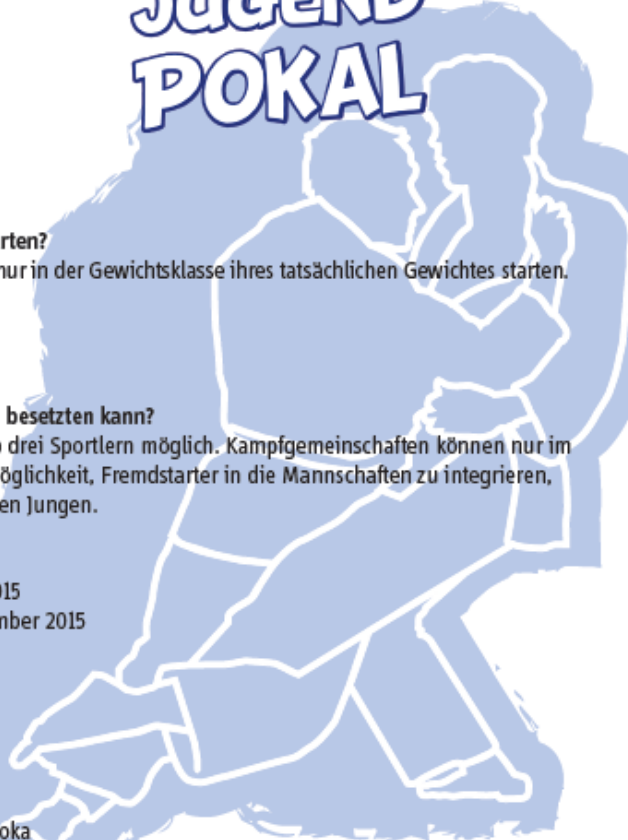 JUGEND
POKAL
rten?
nur in der Gewichtsklasse ihres tatsächlichen Gewichtes starten.
besetzten kann?
drei Sportlern möglich. Kampfgemeinschaften können nur im
öglichkeit, Fremdstarter in die Mannschaften zu integrieren,
en Jungen.
015
mber 2015
oka